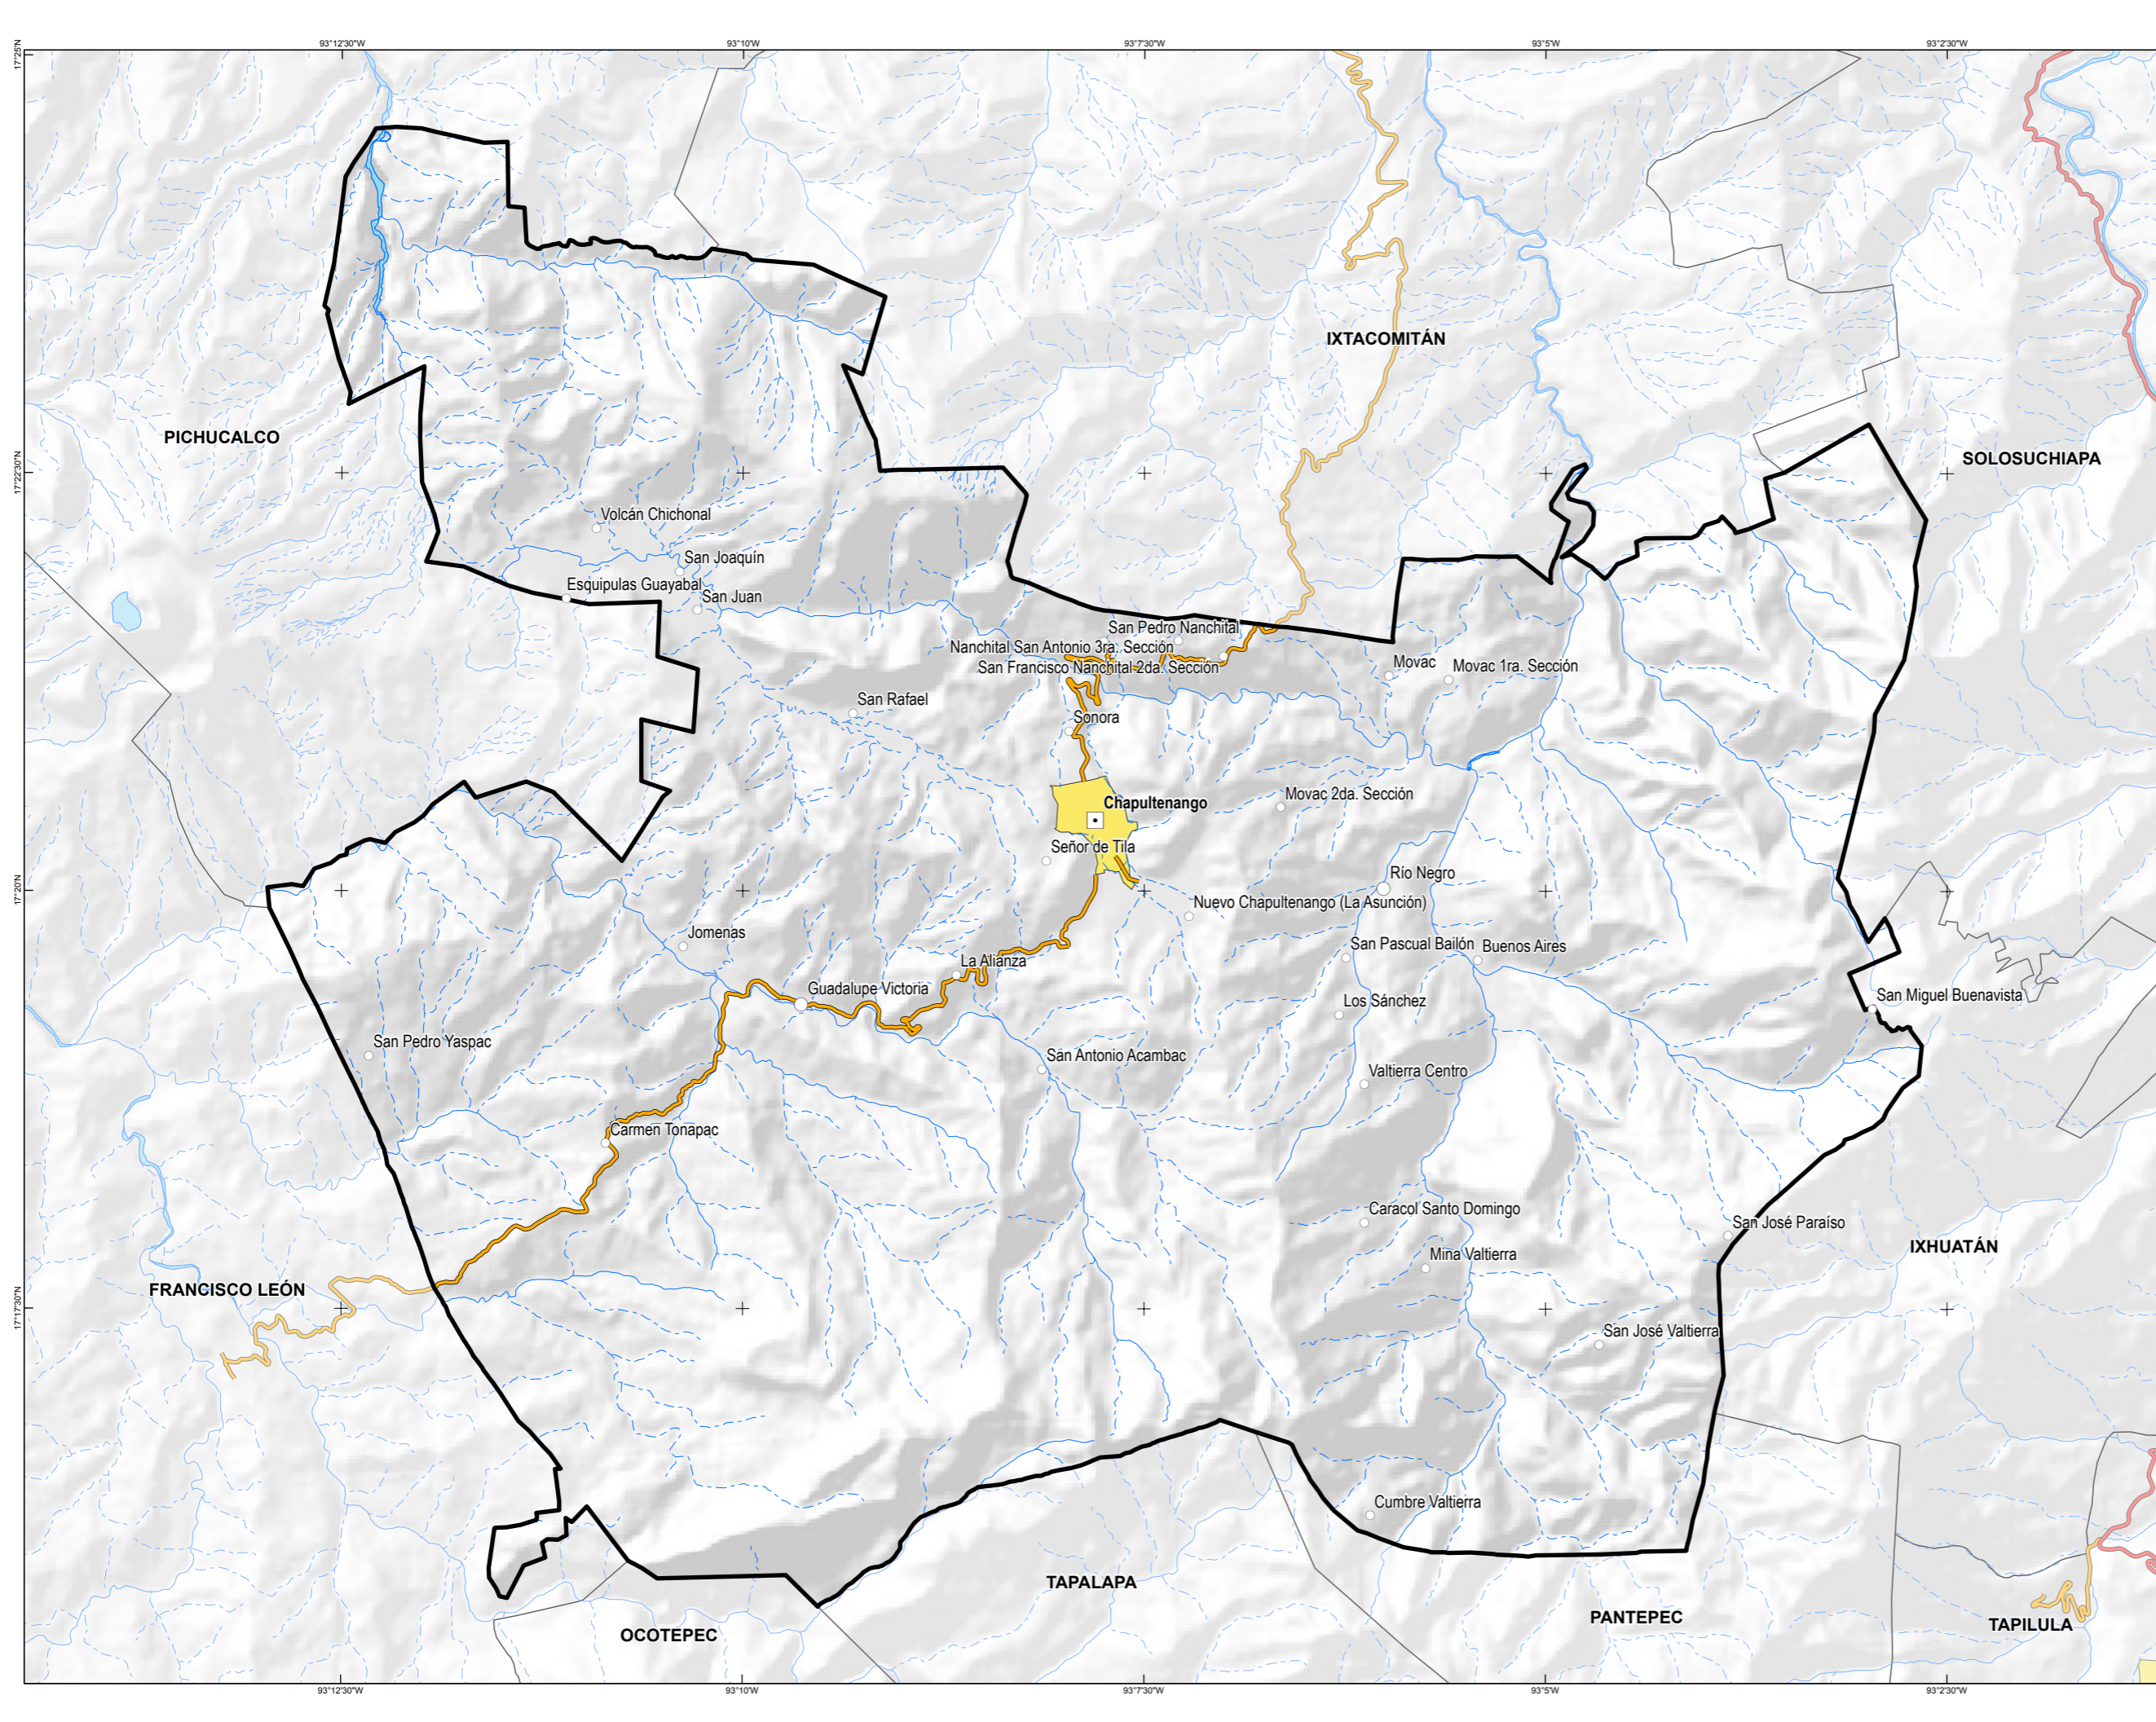 93°12'30"W
93°10'W
93°7'30"W
93°5'W
93°2'30"W
17°25'N
IXTACOMITÁN
PICHUCALCO
SOLOSUCHIAPA
17°22'30"N
Volcán Chichonal
San Joaquín
Esquipulas Guayabal
San Juan
San Pedro Nanchital
Nanchital San Antonio 3ra. Sección
San Francisco Nanchital 2da. Sección
Movac
Movac 1ra. Sección
San Rafael
Sonora
Movac 2da. Sección
Chapultenango
Señor de Tila
Río Negro
17°20'N
Nuevo Chapultenango (La Asunción)
Jomenas
San Pascual Bailón
Buenos Aires
La Alianza
Guadalupe Victoria
San Miguel Buenavista
Los Sánchez
San Pedro Yaspac
San Antonio Acambac
Valtierra Centro
Carmen Tonapac
Caracol Santo Domingo
San José Paraíso
IXHUATÁN
Mina Valtierra
FRANCISCO LEÓN
17°17'30"N
San José Valtierra
Cumbre Valtierra
TAPALAPA
PANTEPEC
TAPILULA
OCOTEPEC
93°12'30"W
93°10'W
93°7'30"W
93°5'W
93°2'30"W